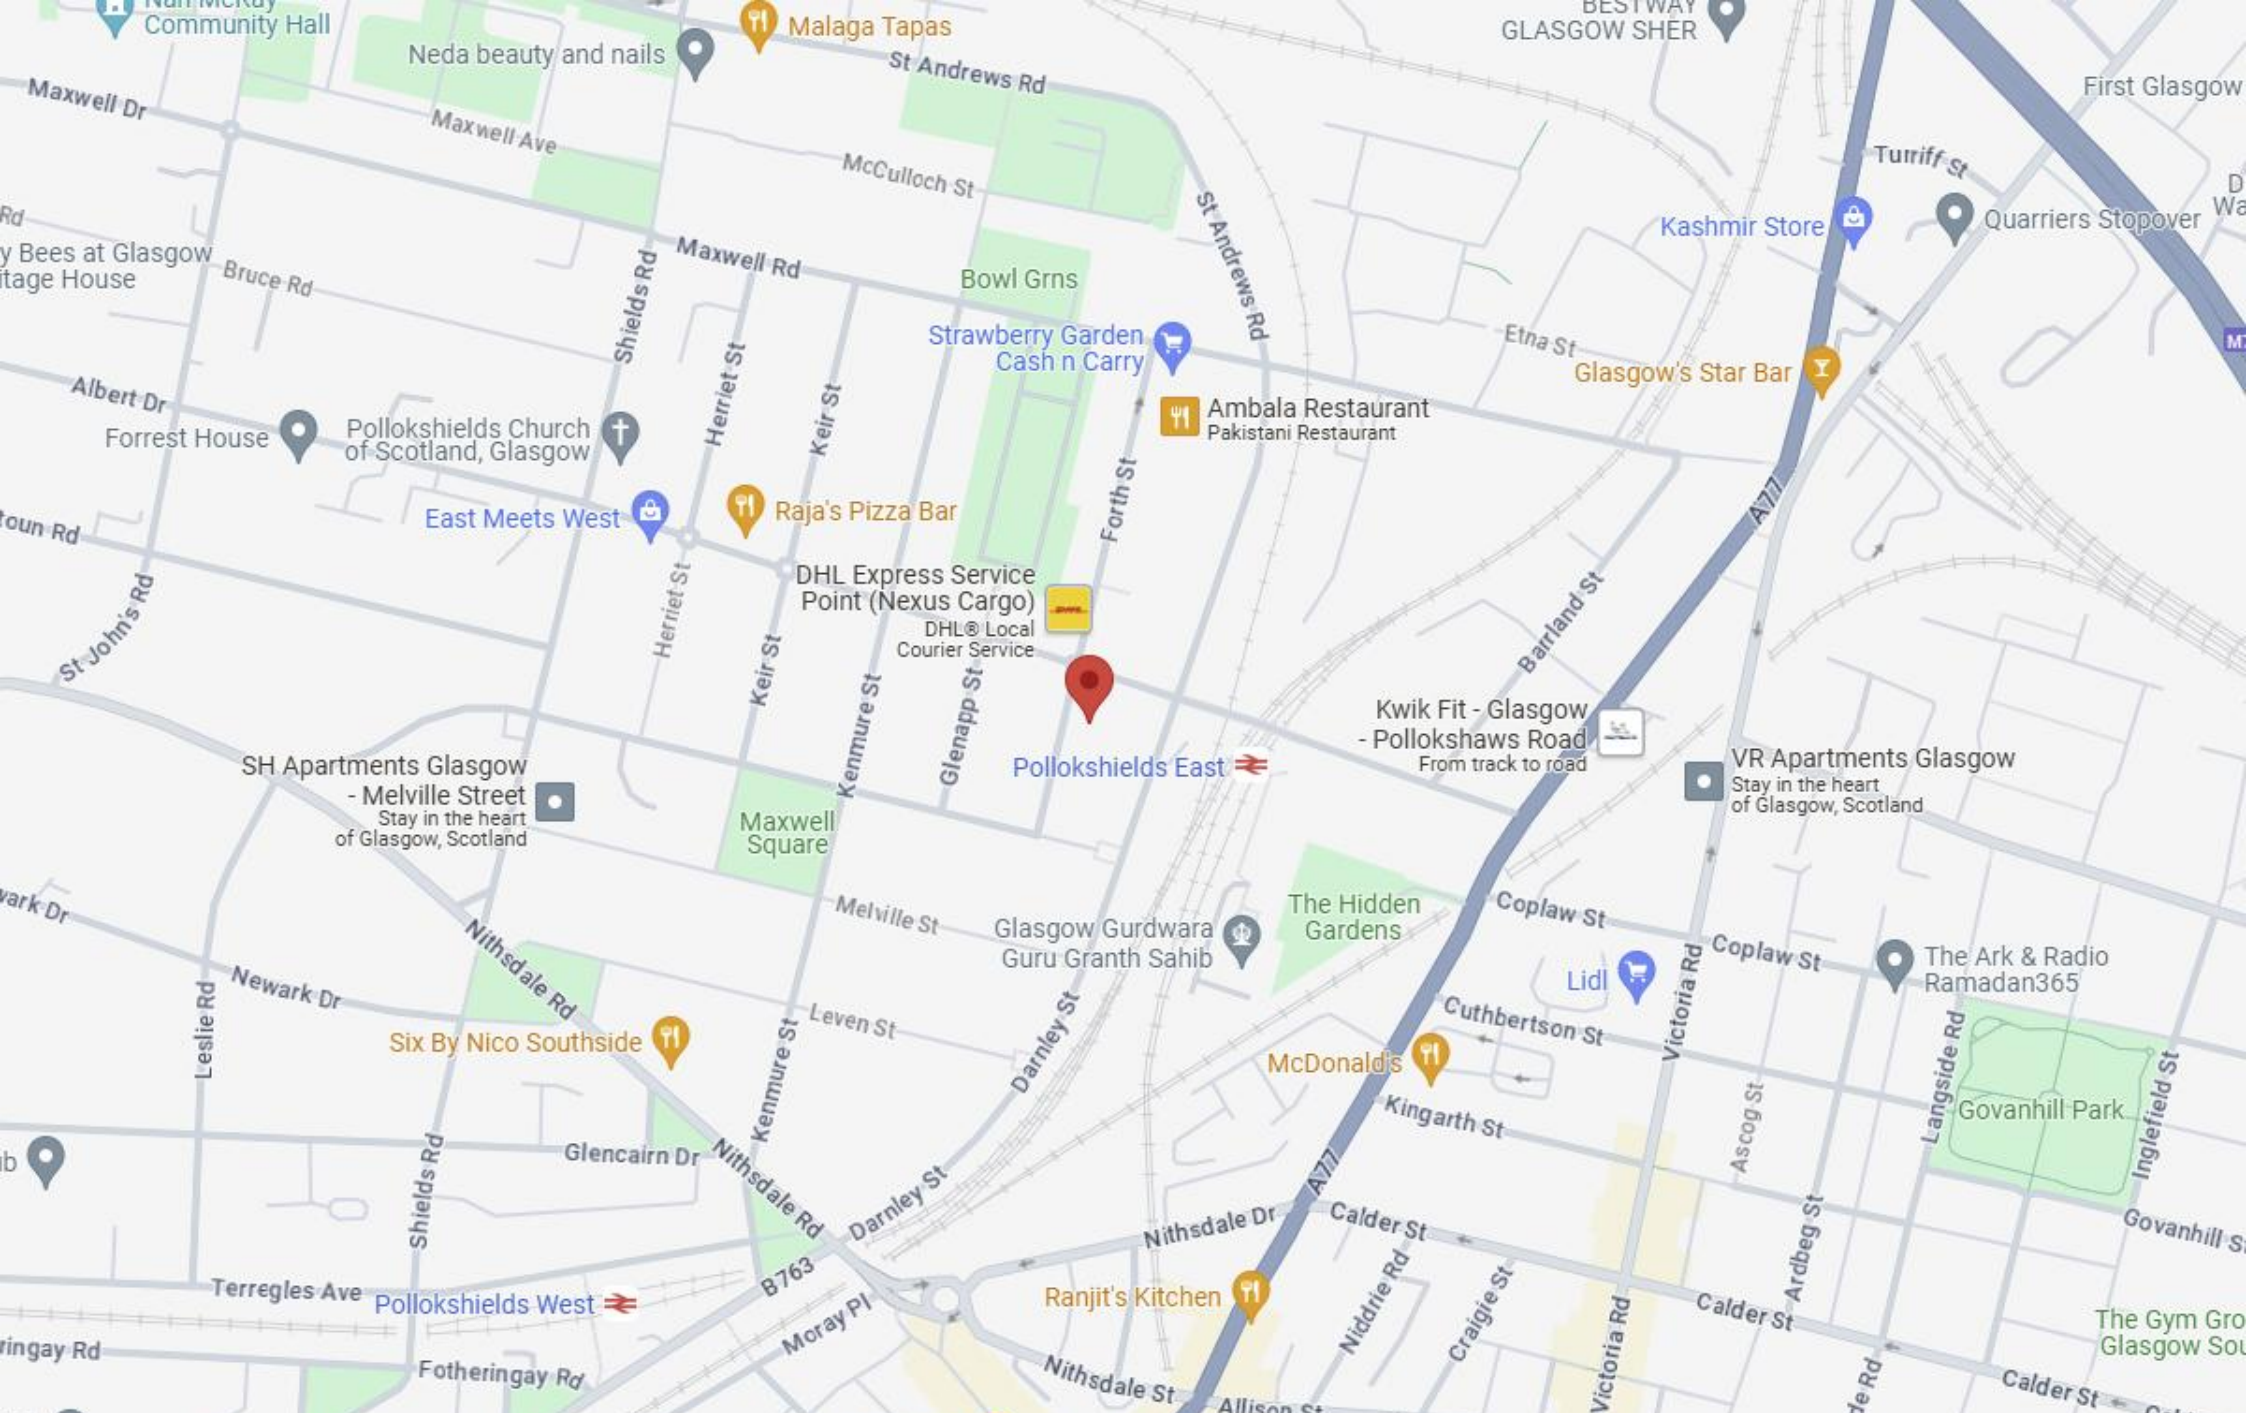 Nan McKay
Community Hall
Malaga Tapas
BESTWAY
GLASGOW SHER
Neda beauty and nails
St Andrews Rd
First Glasgow
Maxwell Dr
Maxwell Ave
McCulloch St
Turriff St
Rd
St Andrews Rd
Kashmir Store
Quarriers Stopover
y Bees at Glasgow
itage House
Bruce Rd
Shields Rd
Maxwell Rd
Bowl Grns
Strawberry Garden
Cash n Carry
Etna St
Glasgow's Star Bar
Albert Dr
Forrest House
Pollokshields Church
of Scotland, Glasgow
Herriet St
Keir St
Ambala Restaurant
Pakistani Restaurant
Forth St
A77
toun Rd
East Meets West
Raja's Pizza Bar
St John's Rd
Herriet St
DHL Express Service
Point (Nexus Cargo)
DHL® Local
Courier Service
Keir St
Kenmure St
Glenapp St
Barrland St
Kwik Fit - Glasgow
- Pollokshaws Road
From track to road
Pollokshields East
VR Apartments Glasgow
Stay in the heart
of Glasgow, Scotland
SH Apartments Glasgow
- Melville Street
Stay in the heart
of Glasgow, Scotland
Maxwell
Square
wark Dr
Melville St
Glasgow Gurdwara
Guru Granth Sahib
The Hidden
Gardens
Coplaw St
Coplaw St
The Ark & Radio
Ramadan365
Lidl
Nithsdale Rd
Newark Dr
Leslie Rd
Leven St
Darnley St
Cuthbertson St
Victoria Rd
Langside Rd
Six By Nico Southside
Kenmure St
McDonald's
Kingarth St
Ascog St
Govanhill Park
Inglefield St
ub
Shields Rd
Glencairn Dr
Nithsdale Rd
Darnley St
A77
Nithsdale Dr
Calder St
Ardbeg St
Govanhill S
Terregles Ave
Pollokshields West
B763
Moray Pl
Ranjit's Kitchen
Niddrie Rd
Craigie St
Victoria Rd
Calder St
The Gym Gro
Glasgow Sou
ringay Rd
Fotheringay Rd
Nithsdale St
Allison St
de Rd
Calder St